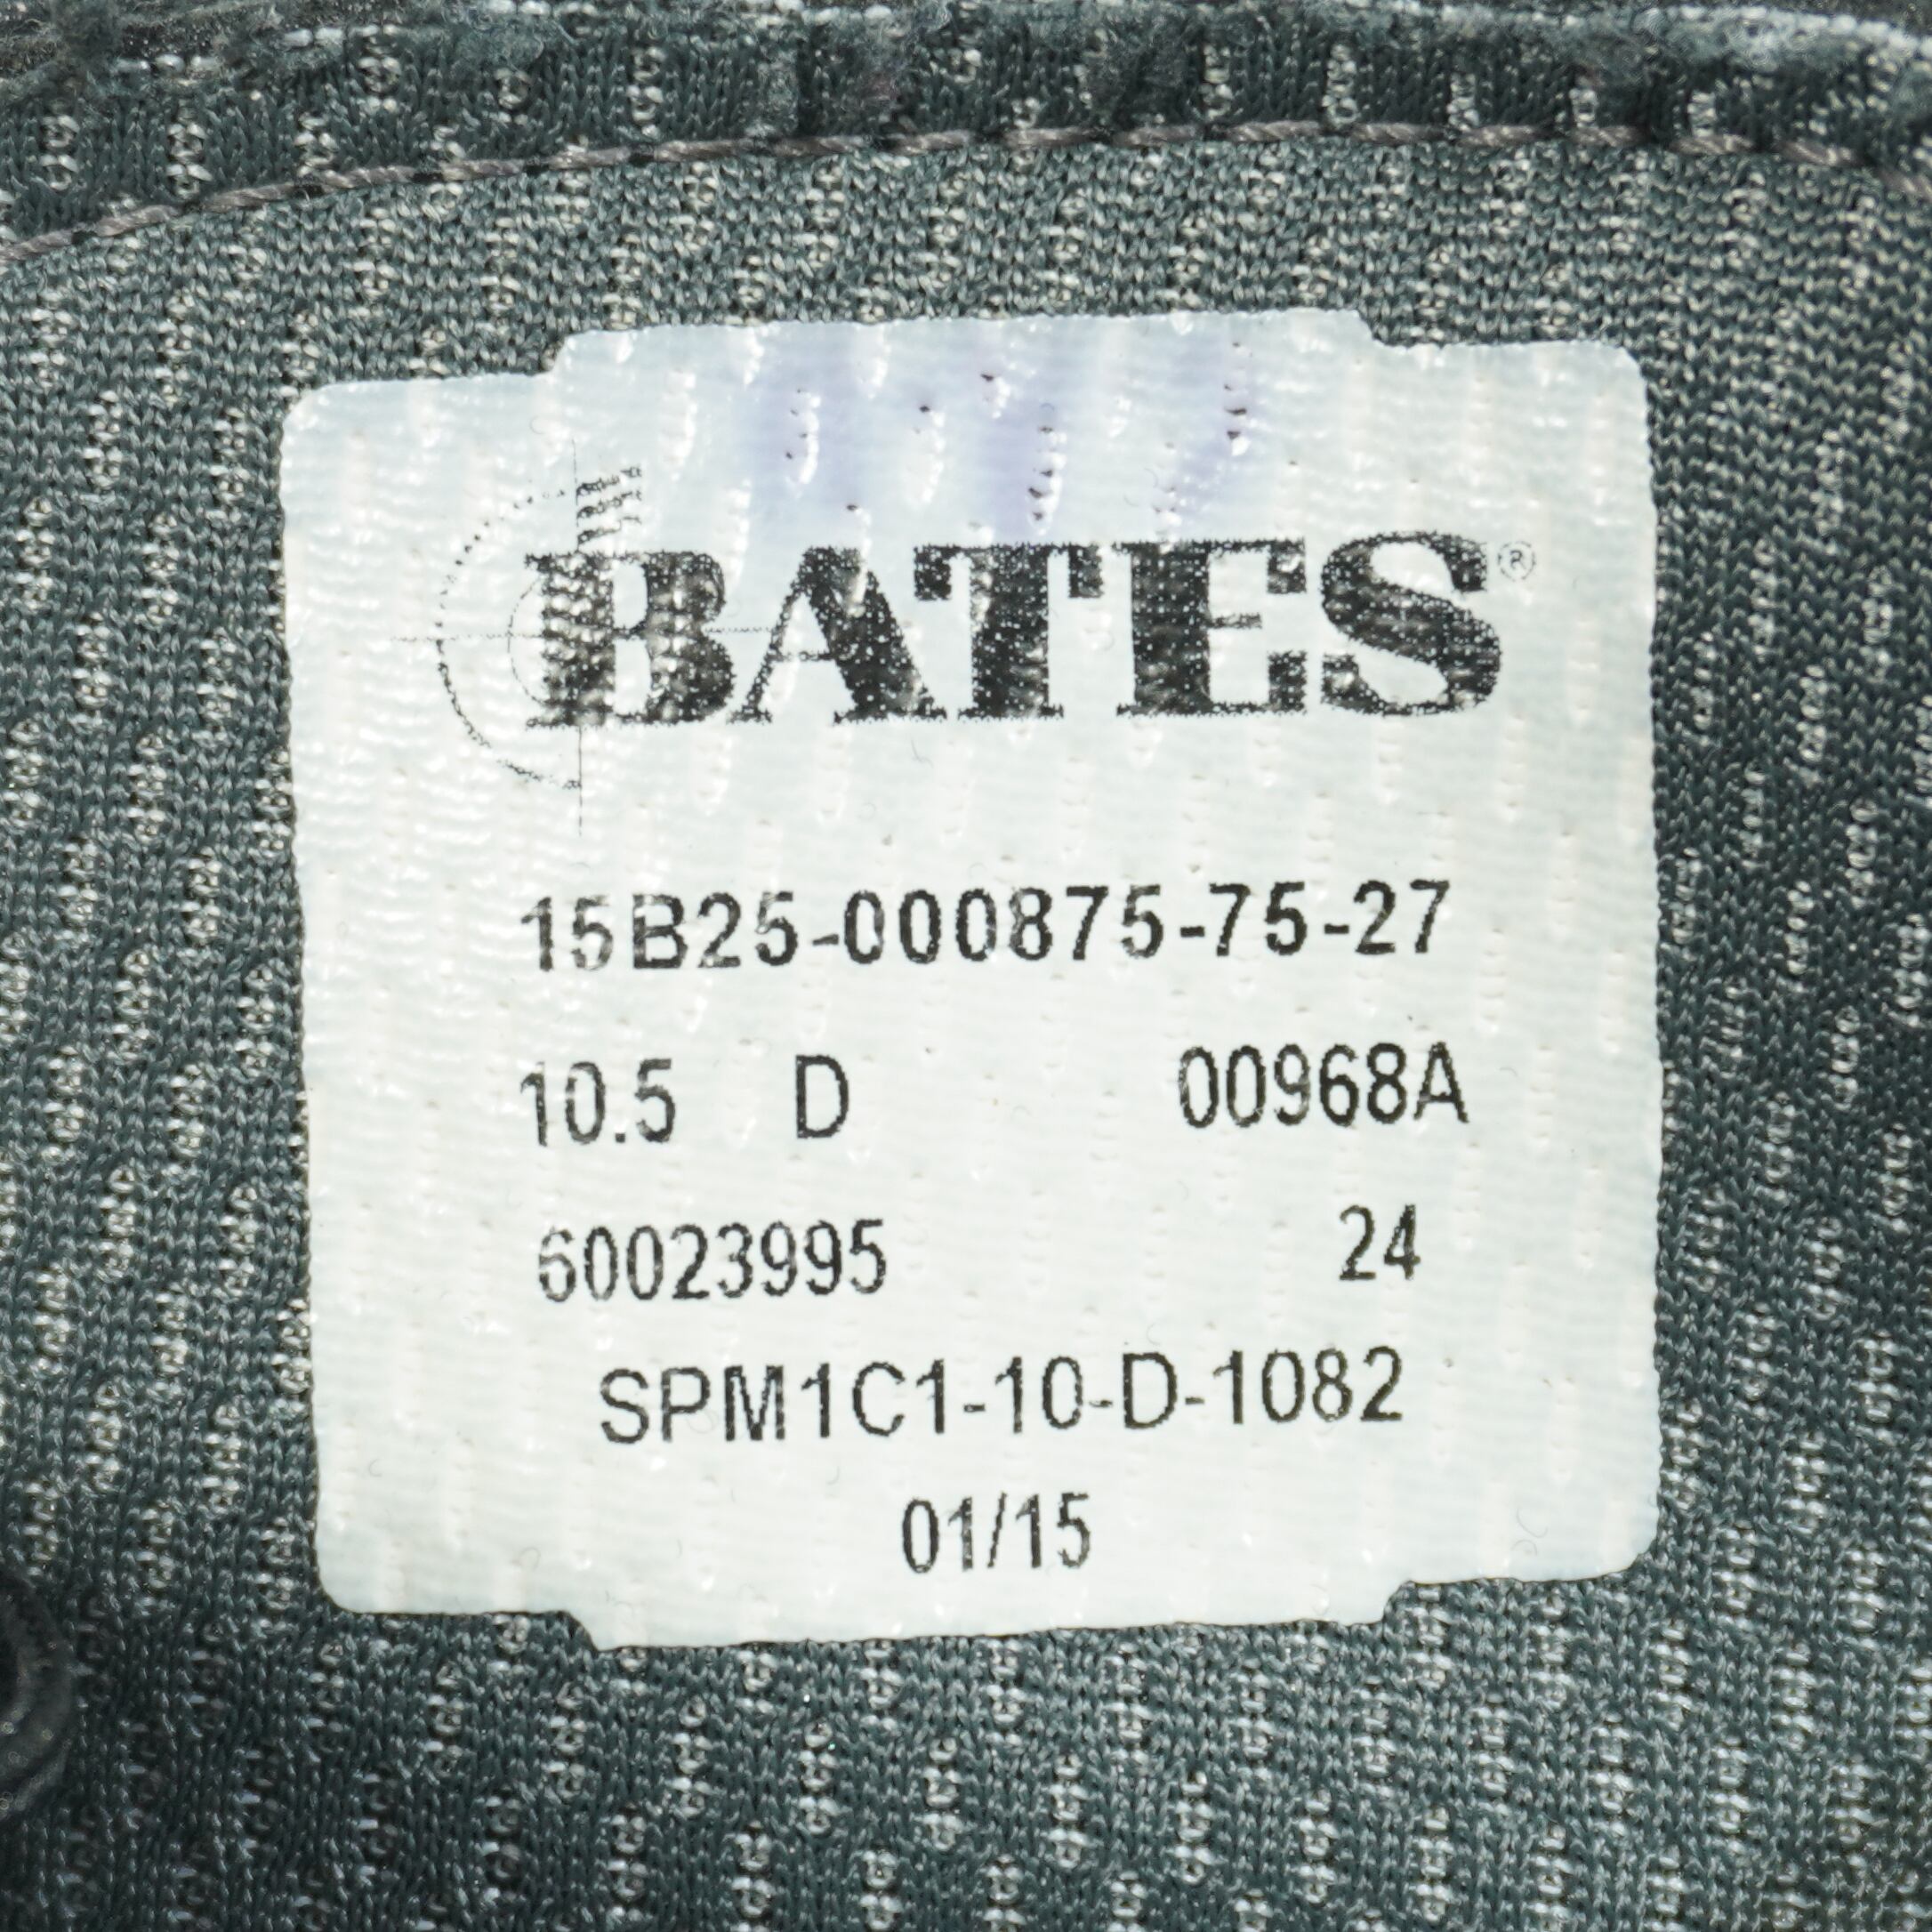 BATES®
15B25-000875-75-27
10.5 D 00968A
60023995 24
SPM1C1-10-D-1082
01/15